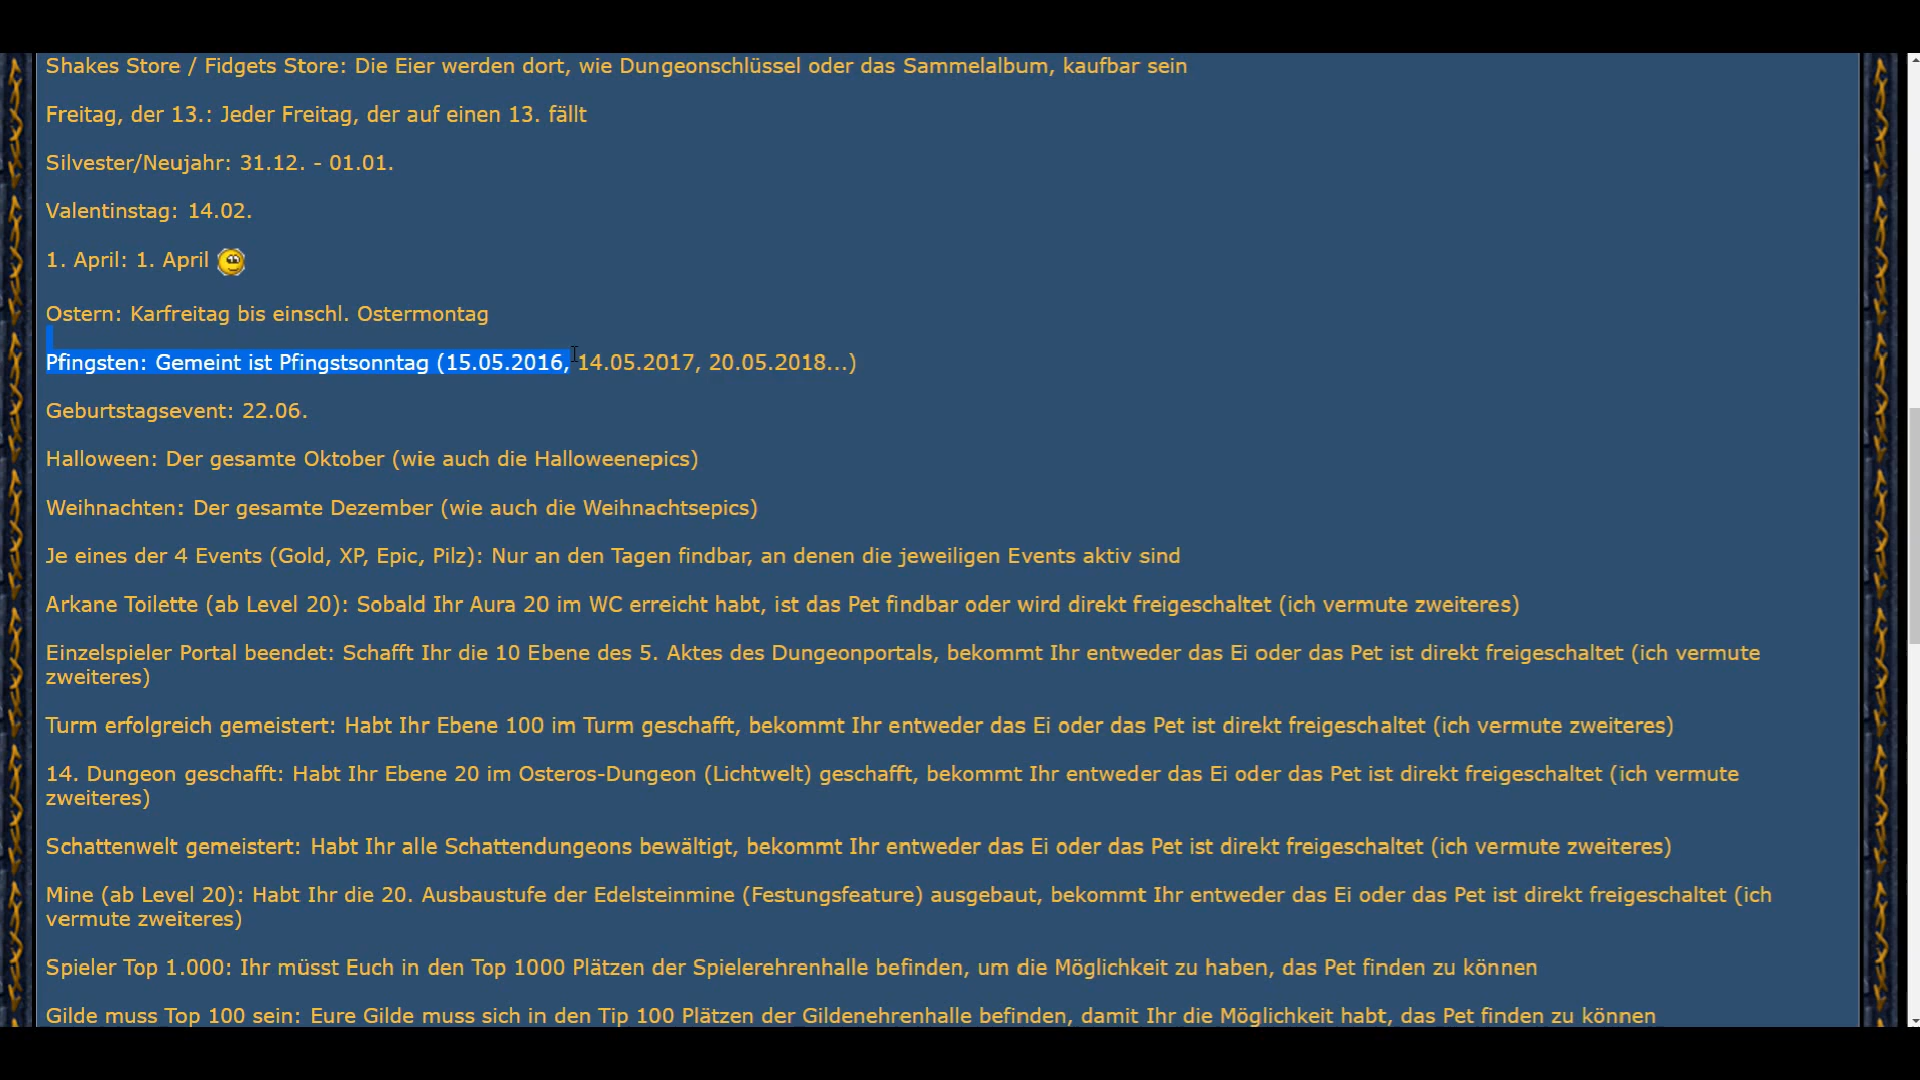 Shakes Store / Fidgets Store: Die Eier werden dort, wie Dungeonschlüssel oder das Sammelalbum, kaufbar sein
Freitag, der 13.: Jeder Freitag, der auf einen 13. fällt
Silvester/Neujahr: 31.12. - 01.01.
Valentinstag: 14.02.
1. April: 1. April
Ostern: Karfreitag bis einschl. Ostermontag
Pfingsten: Gemeint ist Pfingstsonntag (15.05.2016, 14.05.2017, 20.05.2018...)
Geburtstagsevent: 22.06.
Halloween: Der gesamte Oktober (wie auch die Halloweenepics)
Weihnachten: Der gesamte Dezember (wie auch die Weihnachtsepics)
Je eines der 4 Events (Gold, XP, Epic, Pilz): Nur an den Tagen findbar, an denen die jeweiligen Events aktiv sind
Arkane Toilette (ab Level 20): Sobald Ihr Aura 20 im WC erreicht habt, ist das Pet findbar oder wird direkt freigeschaltet (ich vermute zweiteres)
Einzelspieler Portal beendet: Schafft Ihr die 10 Ebene des 5. Aktes des Dungeonportals, bekommt Ihr entweder das Ei oder das Pet ist direkt freigeschaltet (ich vermute
zweiteres)
Turm erfolgreich gemeistert: Habt Ihr Ebene 100 im Turm geschafft, bekommt Ihr entweder das Ei oder das Pet ist direkt freigeschaltet (ich vermute zweiteres)
14. Dungeon geschafft: Habt Ihr Ebene 20 im Osteros-Dungeon (Lichtwelt) geschafft, bekommt Ihr entweder das Ei oder das Pet ist direkt freigeschaltet (ich vermute
zweiteres)
Schattenwelt gemeistert: Habt Ihr alle Schattendungeons bewältigt, bekommt Ihr entweder das Ei oder das Pet ist direkt freigeschaltet (ich vermute zweiteres)
Mine (ab Level 20): Habt Ihr die 20. Ausbaustufe der Edelsteinmine (Festungsfeature) ausgebaut, bekommt Ihr entweder das Ei oder das Pet ist direkt freigeschaltet (ich
vermute zweiteres)
Spieler Top 1.000: Ihr müsst Euch in den Top 1000 Plätzen der Spielerehrenhalle befinden, um die Möglichkeit zu haben, das Pet finden zu können
Gilde muss Top 100 sein: Eure Gilde muss sich in den Tip 100 Plätzen der Gildenehrenhalle befinden, damit Ihr die Möglichkeit habt, das Pet finden zu können